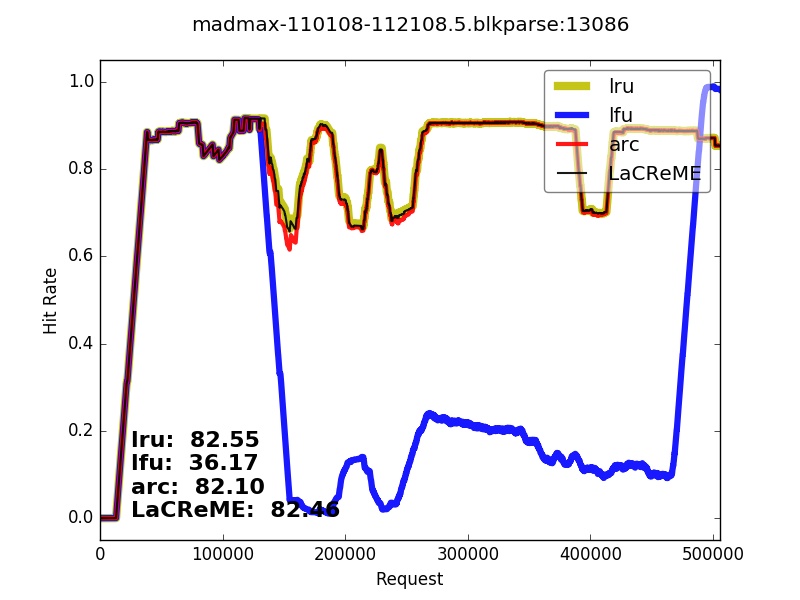 madmax-110108-112108.5.blkparse:13086
1.0
0.8
0.6
0.4
0.2
0.0
Hit Rate
lru
lfu
arc
LaCReME
lru: 82.55
lfu: 36.17
arc: 82.10
LaCReME: 82.46
0 100000 200000 300000 400000 500000
Request